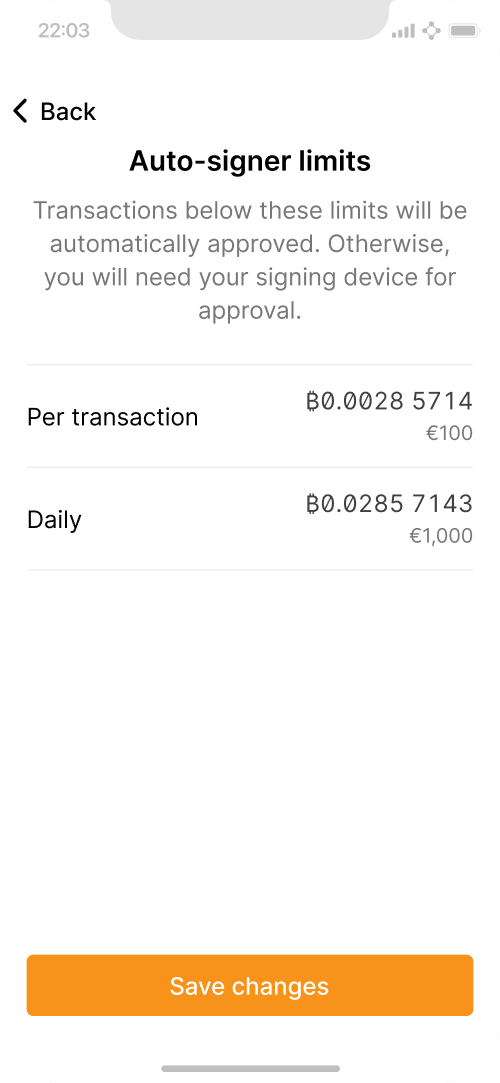 22:03
Back
Auto-signer limits
Transactions below these limits will be
automatically approved. Otherwise,
you will need your signing device for
approval.
Per transaction
₿0.0028 5714
€100
Daily
₿0.0285 7143
€1,000
Save changes